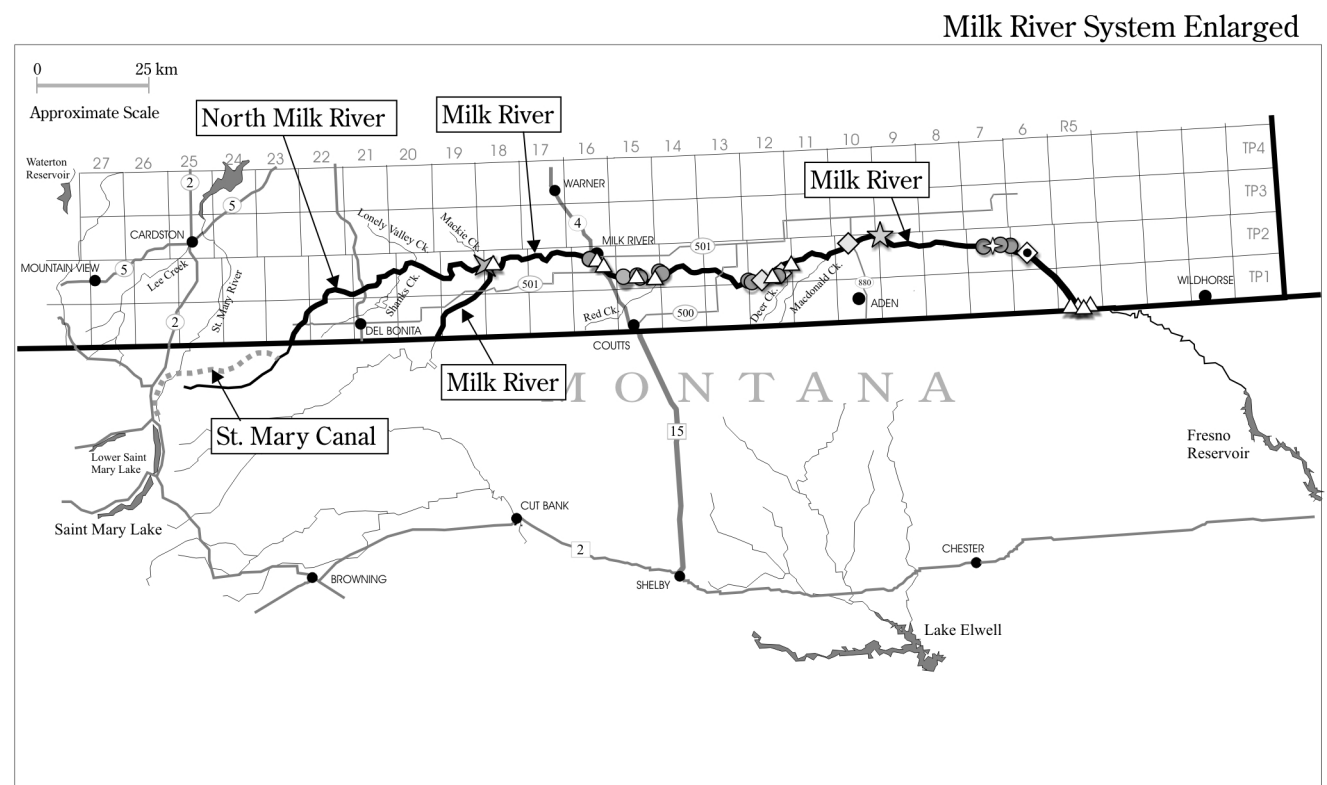 Milk River System Enlarged
0 25 km
Approximate Scale
North Milk River
Milk River
Milk River
Waterton
Reservoir
27 26 25 24 23 22 21 20 19 18 17 16 15 14 13 12 11 10 9 8 7 6 R5
TP4
TP3
TP2
TP1
2
5
WARNER
4
CARDSTON
Lonely Valley Ck.
Mackie Ck.
MILK RIVER
501
MOUNTAIN VIEW
5
Lee Creek
St. Mary River
Shanks Ck.
501
Deer Ck.
Macdonald Ck.
880
ADEN
WILDHORSE
2
DEL BONITA
Red Ck.
500
COUTTS
Milk River
MONTANA
St. Mary Canal
15
Lower Saint
Mary Lake
Saint Mary Lake
Fresno
Reservoir
CUT BANK
2
BROWNING
SHELBY
CHESTER
Lake Elwell